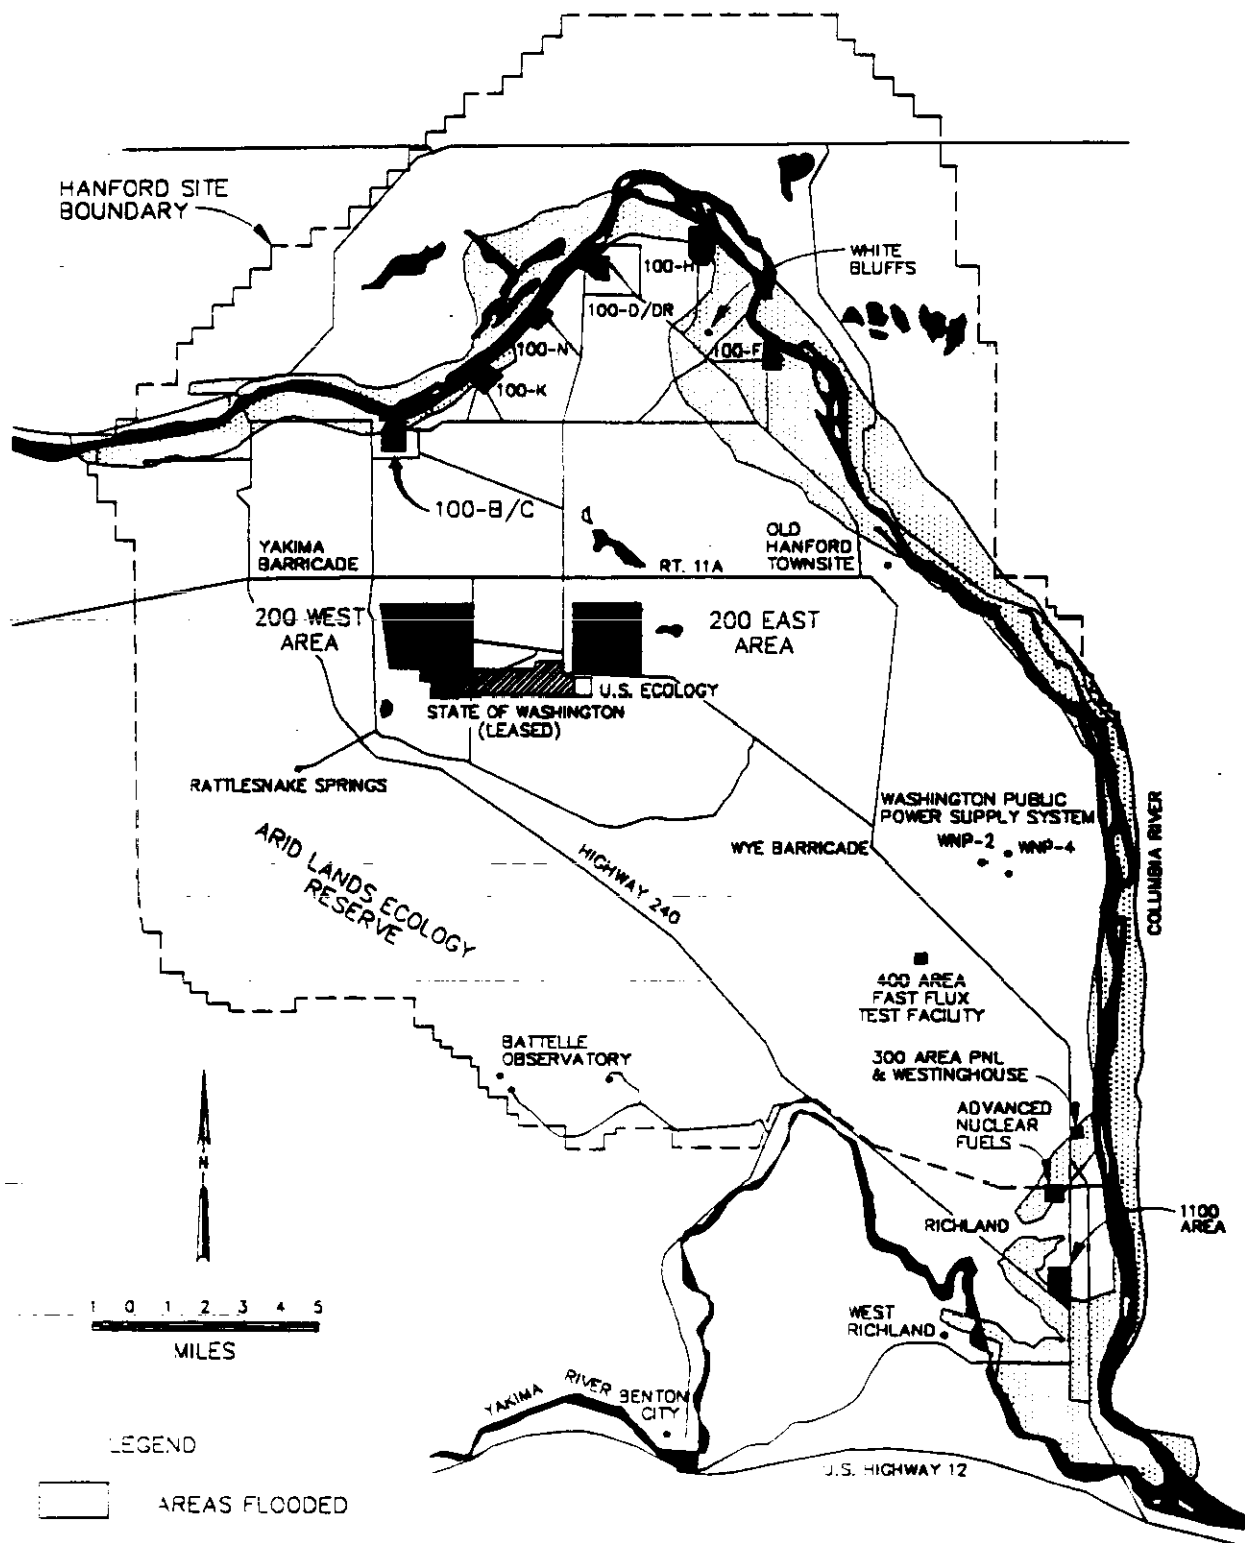 HANFORD SITE
BOUNDARY
WHITE
BLUFFS
100-H
100-D/DR
100-N
100-F
100-K
100-B/C
YAKIMA
BARRICADE
OLD
HANFORD
TOWNSITE
RT. 11A
200 WEST
AREA
200 EAST
AREA
U.S. ECOLOGY
STATE OF WASHINGTON
(LEASED)
RATTLESNAKE SPRINGS
WASHINGTON PUBLIC
POWER SUPPLY SYSTEM
WNP-2
WNP-4
WYE BARRICADE
COLUMBIA RIVER
ARID LANDS ECOLOGY
RESERVE
HIGHWAY 240
400 AREA
FAST FLUX
TEST FACILITY
BATTELLE
OBSERVATORY
300 AREA PNL
& WESTINGHOUSE
ADVANCED
NUCLEAR
FUELS
N
1100
AREA
RICHLAND
1 0 1 2 3 4 5
MILES
WEST
RICHLAND
YAKIMA RIVER
BENTON
CITY
U.S. HIGHWAY 12
LEGEND
AREAS FLOODED